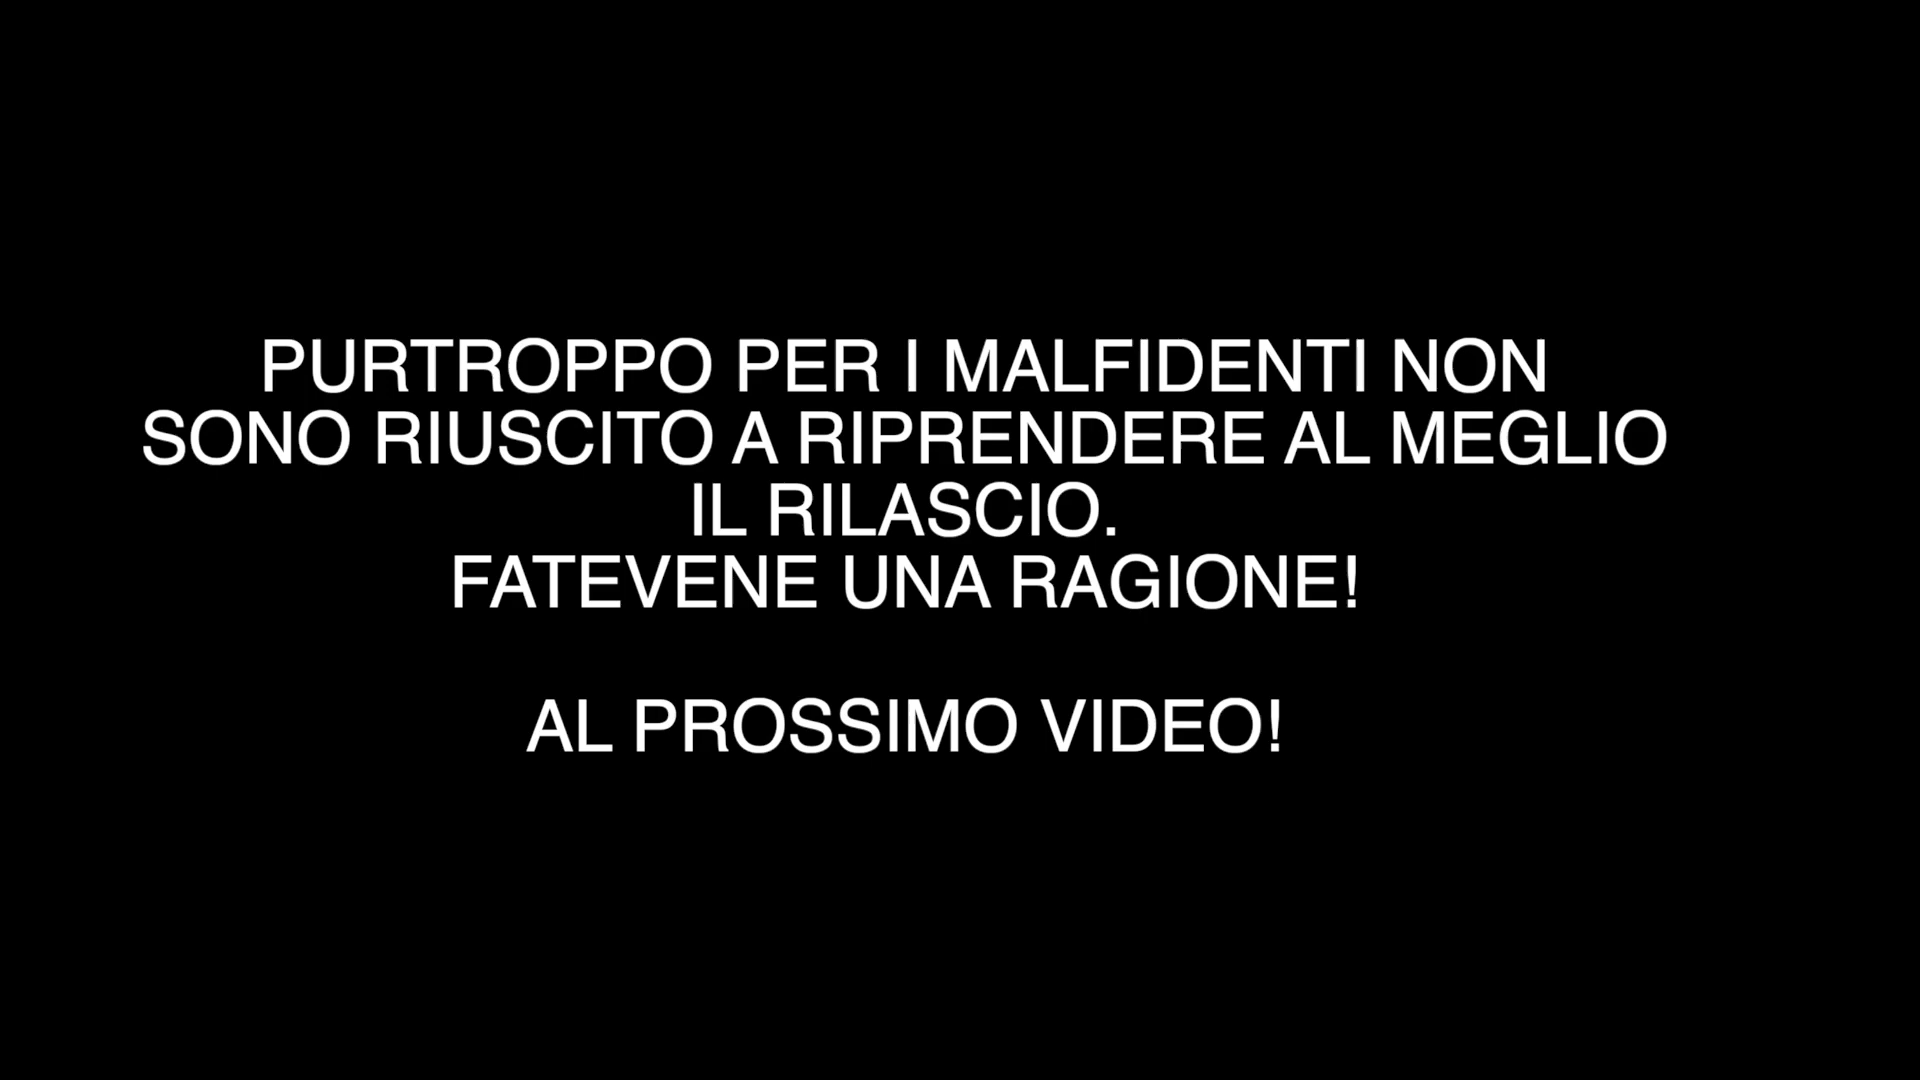 PURTROPPO PER I MALFIDENTI NON
SONO RIUSCITO A RIPRENDERE AL MEGLIO
IL RILASCIO.
FATEVENE UNA RAGIONE!
AL PROSSIMO VIDEO!